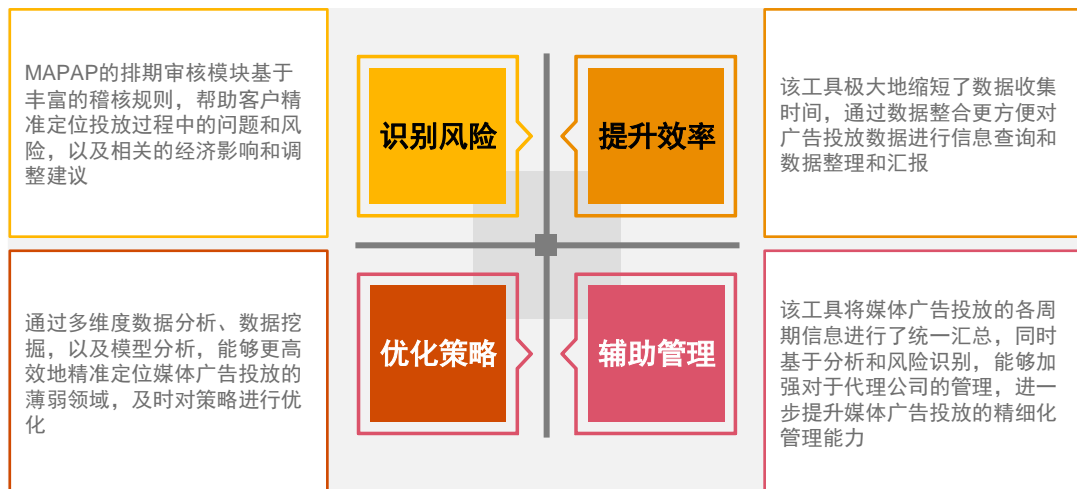 MAPAP的排期审核模块基于
丰富的稽核规则，帮助客户精
准定位投放过程中的问题和风
险，以及相关的经济影响和调
整建议
识别风险
提升效率
该工具极大地缩短了数据收集
时间，通过数据整合更方便对
广告投放数据进行信息查询和
数据整理和汇报
通过多维度数据分析、数据挖
掘，以及模型分析，能够更高
效地精准定位媒体广告投放的
薄弱领域，及时对策略进行优
化
优化策略
辅助管理
该工具将媒体广告投放的各周
期信息进行了统一汇总，同时
基于分析和风险识别，能够加
强对于代理公司的管理，进一
步提升媒体广告投放的精细化
管理能力